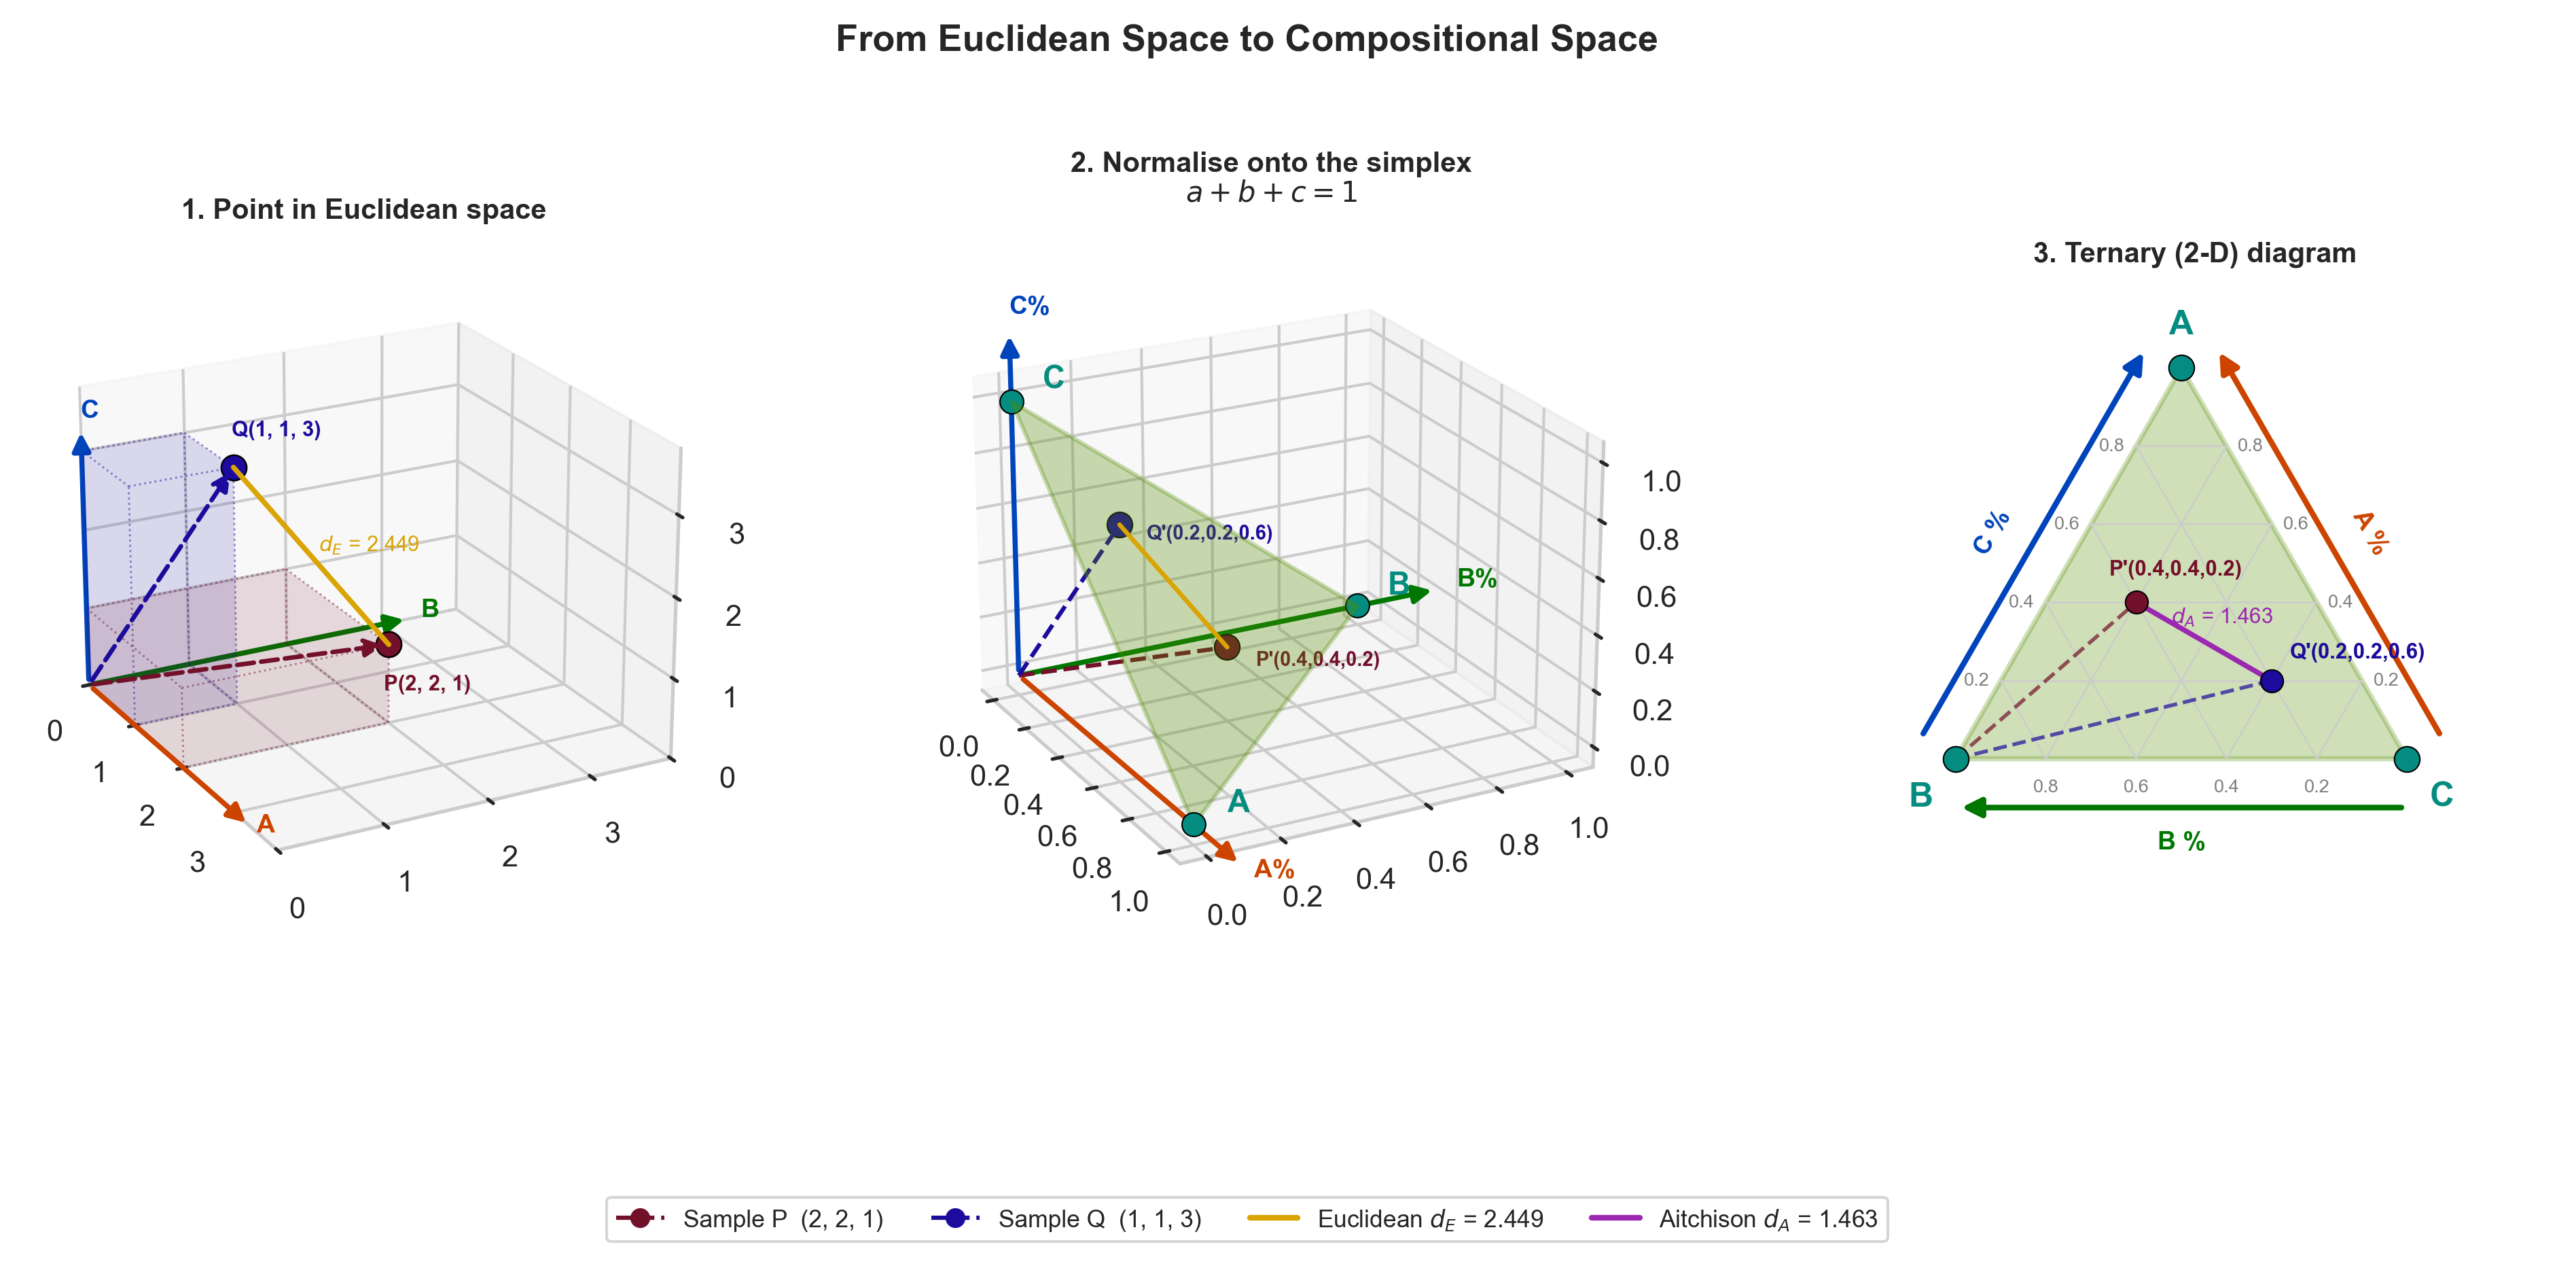 From Euclidean Space to Compositional Space
1. Point in Euclidean space
C
Q(1, 1, 3)
d_E = 2.449
B
P(2, 2, 1)
A
0
1
2
3
0
1
2
3
0
1
2
3
2. Normalise onto the simplex
a + b + c = 1
C%
C
Q'(0.2,0.2,0.6)
B
B%
P'(0.4,0.4,0.2)
A
A%
0.0
0.2
0.4
0.6
0.8
1.0
0.0
0.2
0.4
0.6
0.8
1.0
1.0
0.8
0.6
0.4
0.2
0.0
3. Ternary (2-D) diagram
A
0.8 0.8
C %
0.6 0.6
A %
P'(0.4,0.4,0.2)
0.4 0.4
d_A = 1.463
Q'(0.2,0.2,0.6)
0.2 0.2
B C
0.8 0.6 0.4 0.2
B %
Sample P (2, 2, 1) Sample Q (1, 1, 3) Euclidean d_E = 2.449 Aitchison d_A = 1.463